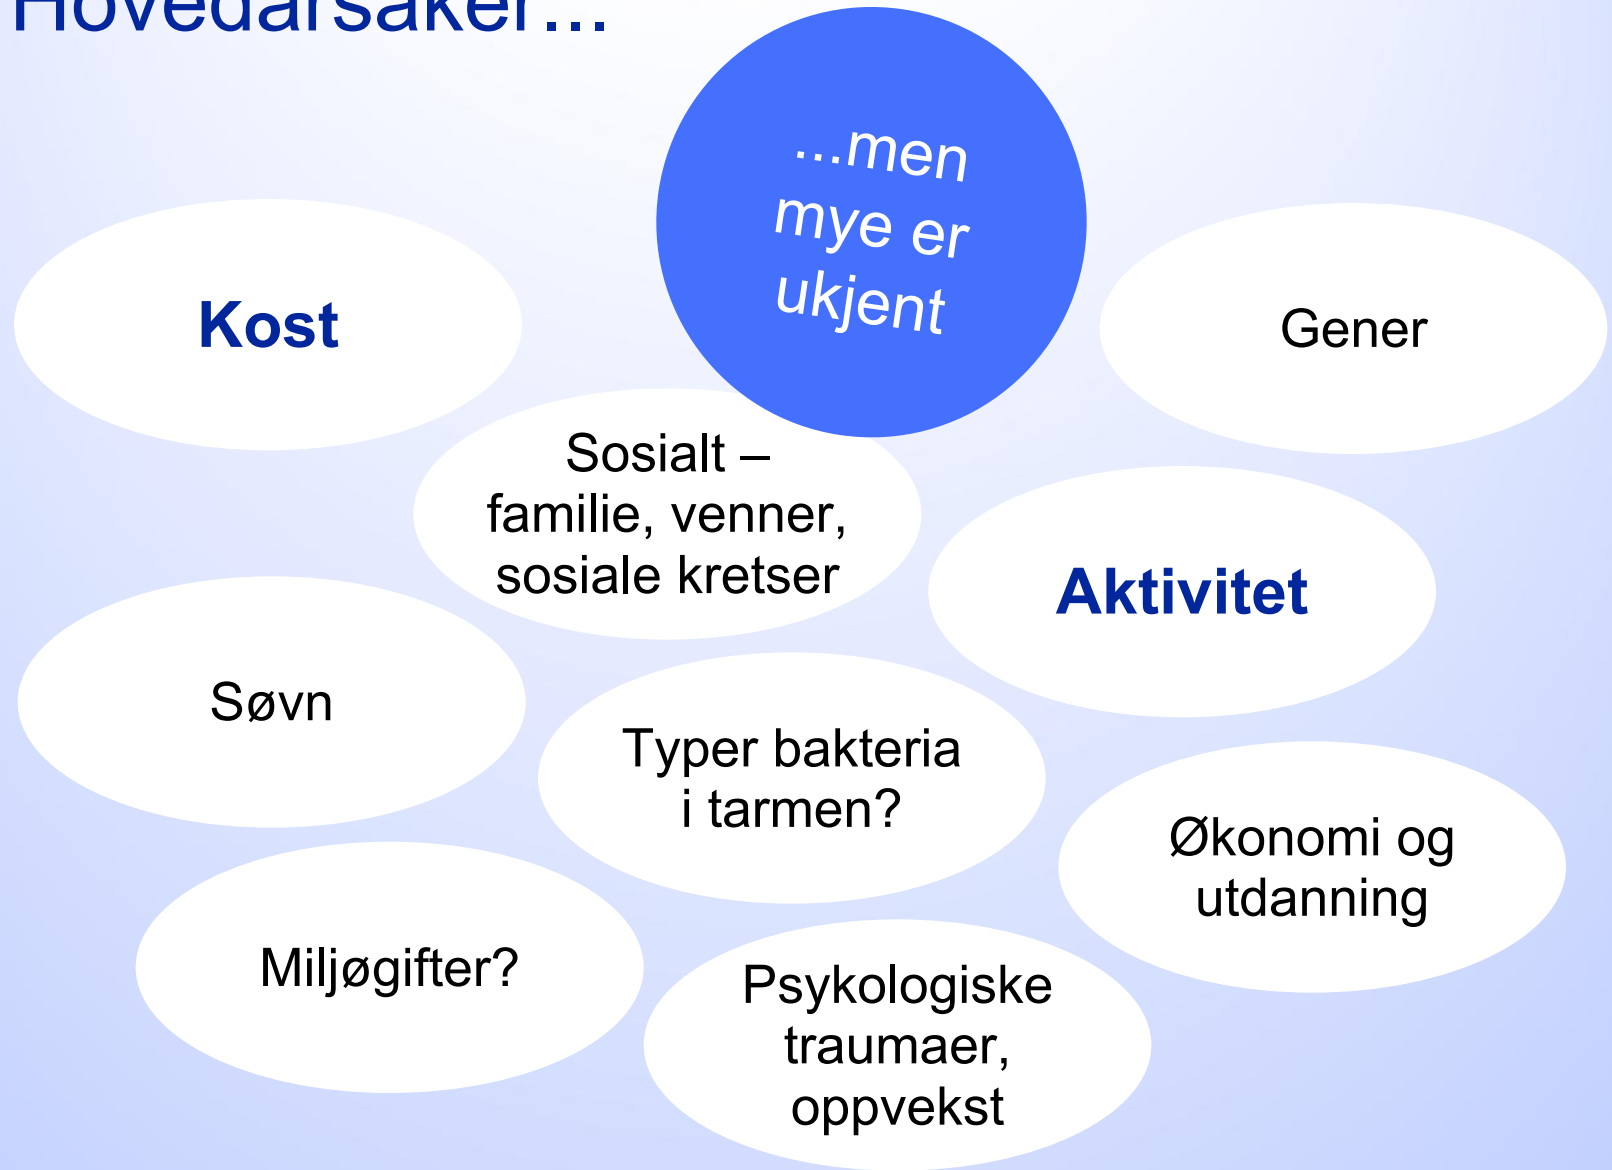 Hovedårsaker...
...men
mye er
ukjent
Kost
Gener
Sosialt –
familie, venner,
sosiale kretser
Aktivitet
Søvn
Typer bakteria
i tarmen?
Økonomi og
utdanning
Miljøgifter?
Psykologiske
traumaer,
oppvekst